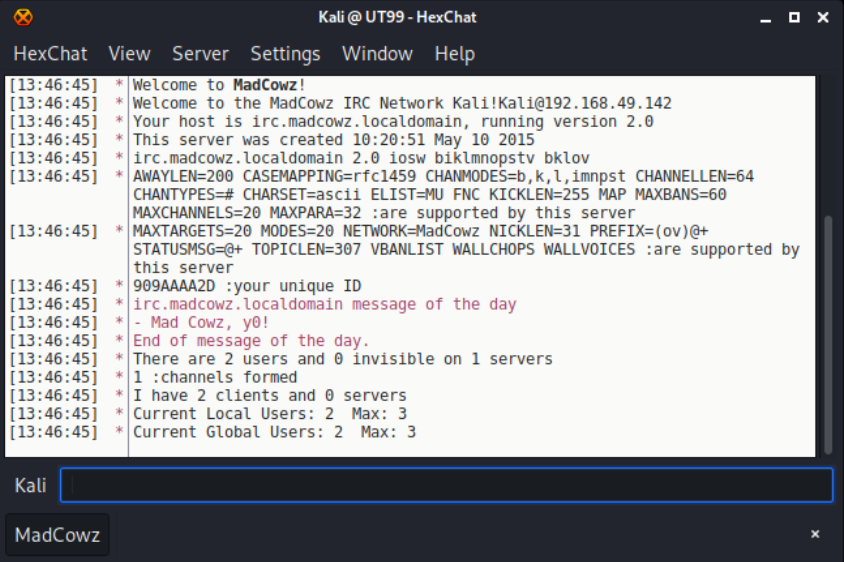 Kali @ UT99 - HexChat
HexChat View Server Settings Window Help
[13:46:45] * Welcome to MadCowz!
[13:46:45] * Welcome to the MadCowz IRC Network Kali!Kali@192.168.49.142
[13:46:45] * Your host is irc.madcowz.localdomain, running version 2.0
[13:46:45] * This server was created 10:20:51 May 10 2015
[13:46:45] * irc.madcowz.localdomain 2.0 iosw biklmnopstv bklov
[13:46:45] * AWAYLEN=200 CASEMAPPING=rfc1459 CHANMODES=b,k,l,imnpst CHANNELLEN=64
CHANTYPES=# CHARSET=ascii ELIST=MU FNC KICKLEN=255 MAP MAXBANS=60
MAXCHANNELS=20 MAXPARA=32 :are supported by this server
[13:46:45] * MAXTARGETS=20 MODES=20 NETWORK=MadCowz NICKLEN=31 PREFIX=(ov)@+
STATUSMSG=@+ TOPICLEN=307 VBANLIST WALLCHOPS WALLVOICES :are supported by
this server
[13:46:45] * 909AAAA2D :your unique ID
[13:46:45] * irc.madcowz.localdomain message of the day
[13:46:45] * - Mad Cowz, y0!
[13:46:45] * End of message of the day.
[13:46:45] * There are 2 users and 0 invisible on 1 servers
[13:46:45] * 1 :channels formed
[13:46:45] * I have 2 clients and 0 servers
[13:46:45] * Current Local Users: 2  Max: 3
[13:46:45] * Current Global Users: 2  Max: 3
Kali
MadCowz